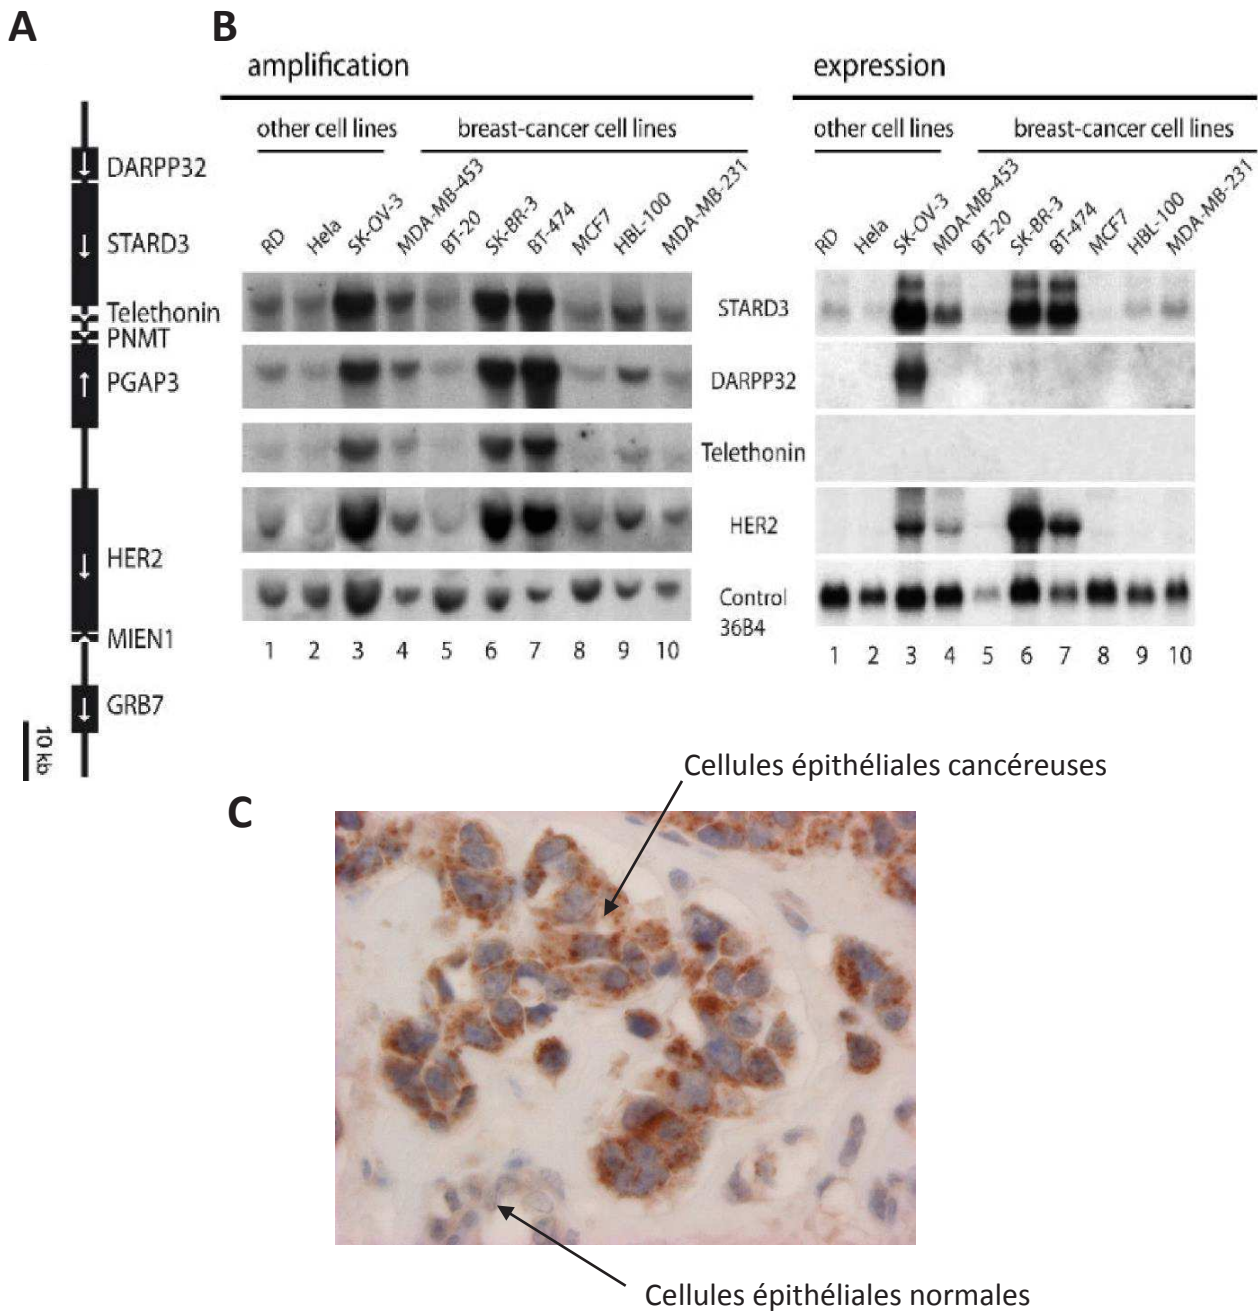 A
DARPP32
STARD3
Telethonin
PNMT
PGAP3
HER2
MIEN1
GRB7
10 kb
B
amplification
other cell lines breast-cancer cell lines
RD Hela SK-OV-3 MDA-MB-453 BT-20 SK-BR-3 BT-474 MCF7 HBL-100 MDA-MB-231
1 2 3 4 5 6 7 8 9 10
STARD3
DARPP32
Telethonin
HER2
Control
36B4
expression
other cell lines breast-cancer cell lines
RD Hela SK-OV-3 MDA-MB-453 BT-20 SK-BR-3 BT-474 MCF7 HBL-100 MDA-MB-231
1 2 3 4 5 6 7 8 9 10
C
Cellules épithéliales cancéreuses
Cellules épithéliales normales